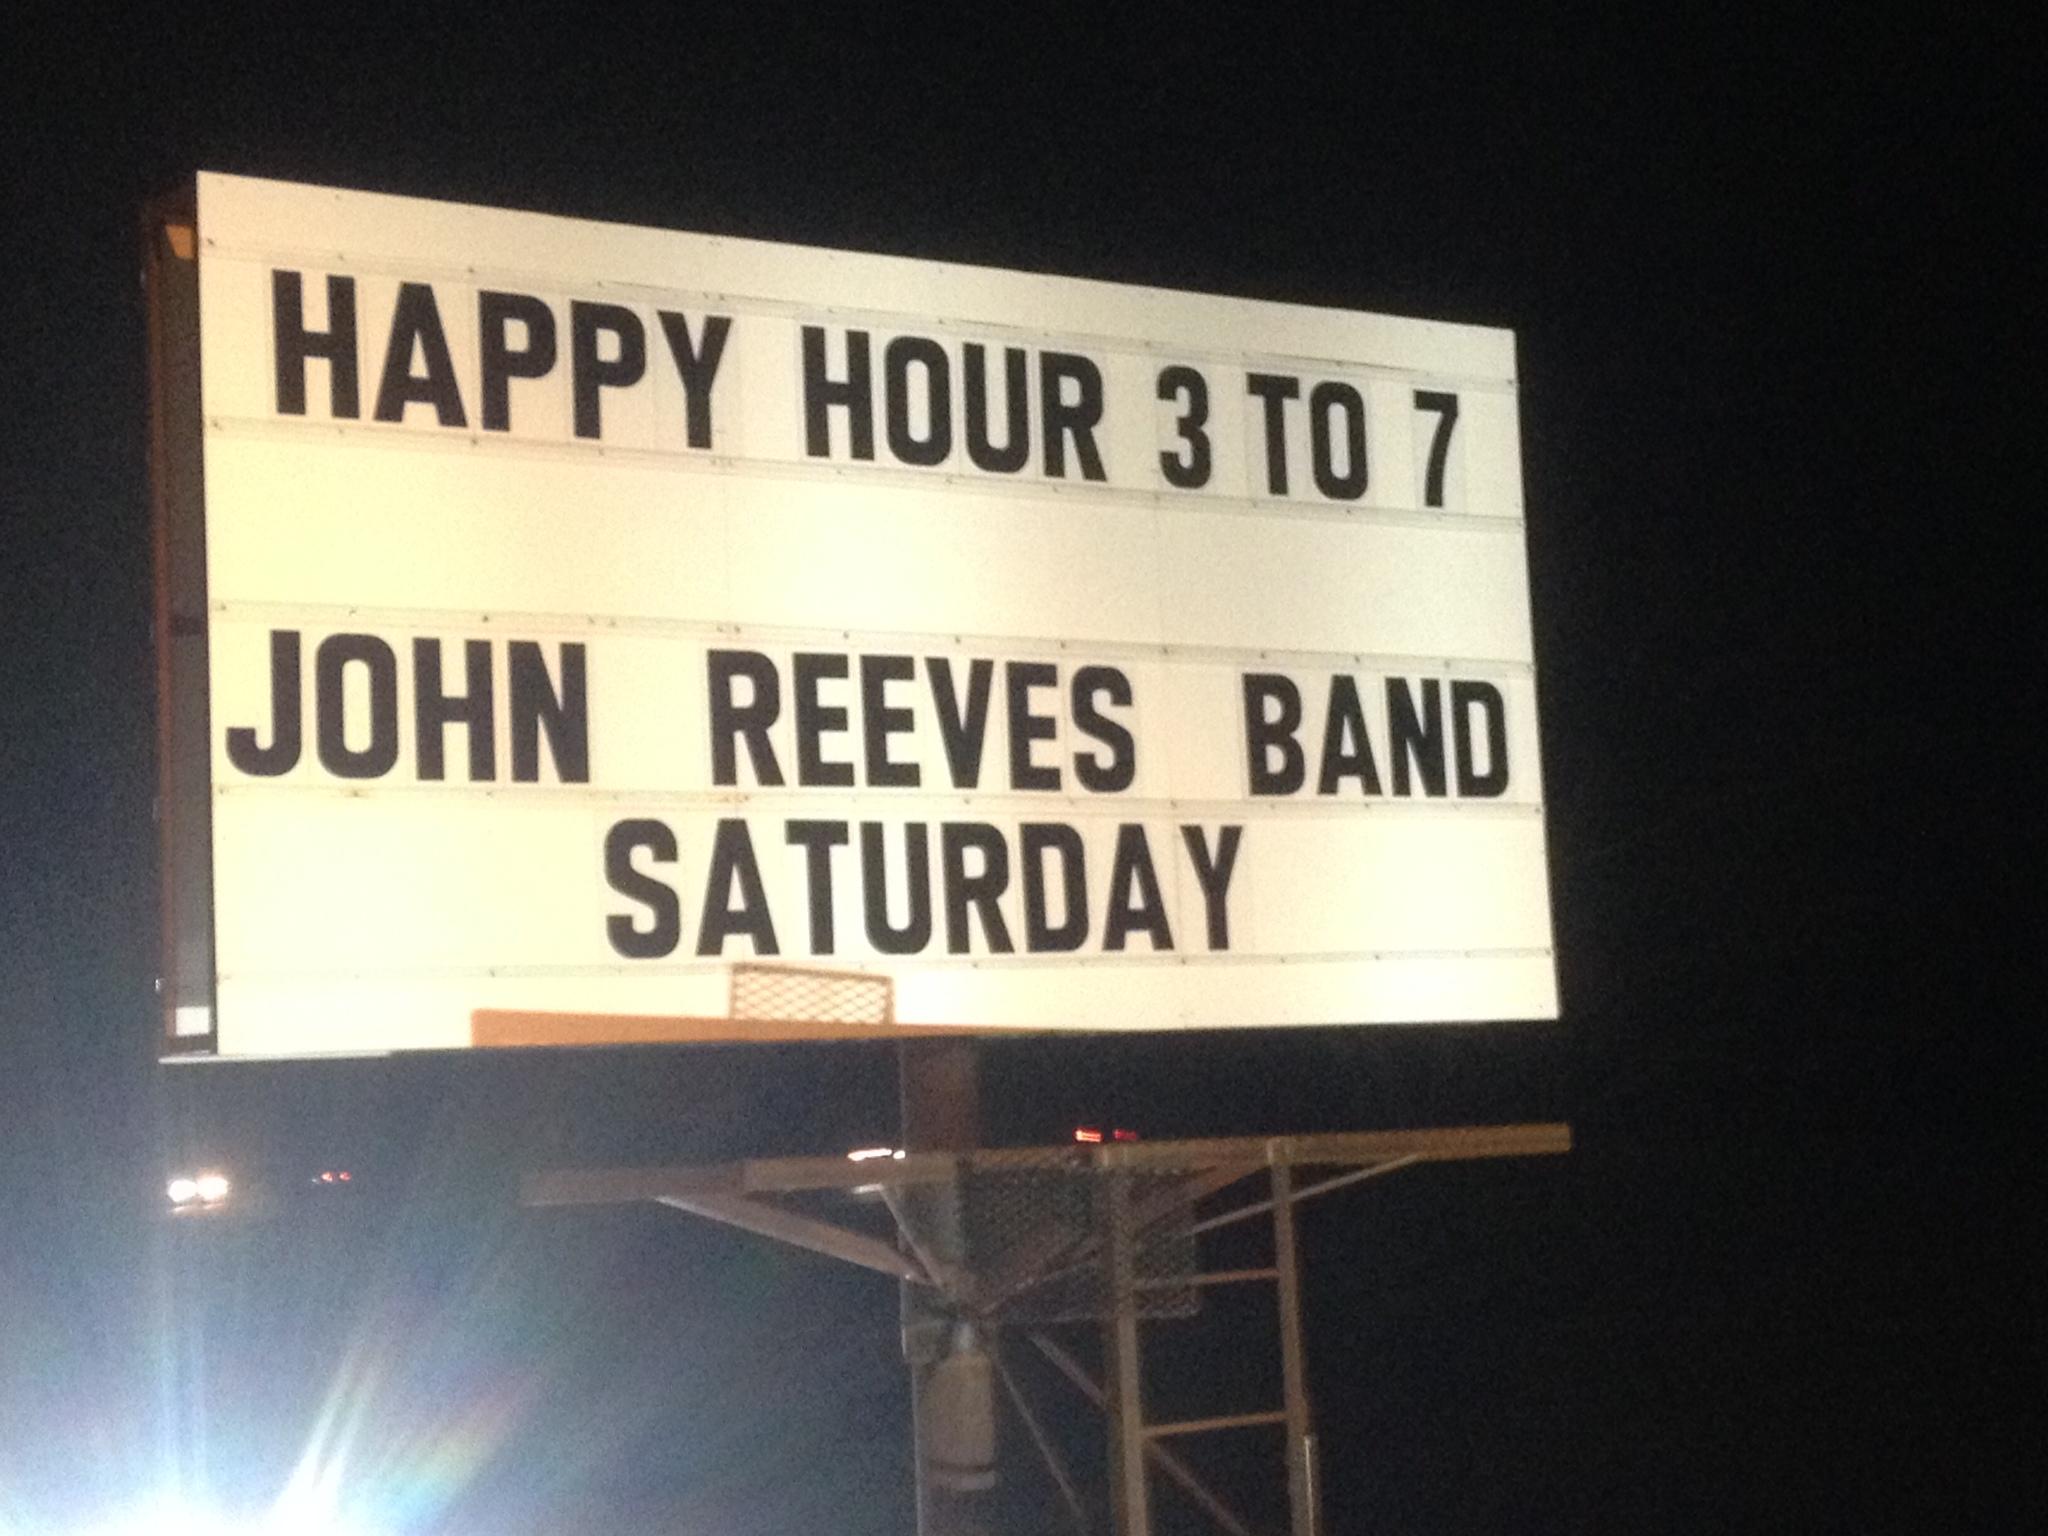 HAPPY HOUR 3 TO 7
JOHN REEVES BAND
SATURDAY